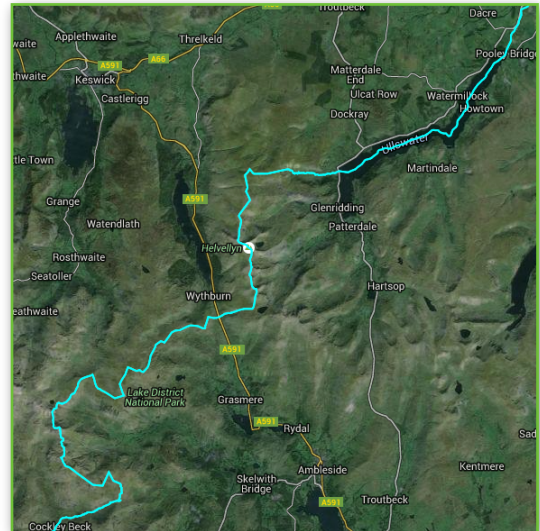 Troutbeck
Dacre
Applethwaite
Threlkeld
waite
A66
Pooley Bridge
A591
Matterdale
End
thwaite
Keswick
Ulcat Row
Watermillock
Castlerigg
Howtown
Dockray
Ullswater
tle Town
Martindale
A591
Grange
Glenridding
Watendlath
Patterdale
Helvellyn
Rosthwaite
Seatoller
Hartsop
Wythburn
eathwaite
A591
Lake District
National Park
Grasmere
A591
Rydal
Sad
Kentmere
Ambleside
Skelwith
Bridge
Troutbeck
A591
Cockley Beck